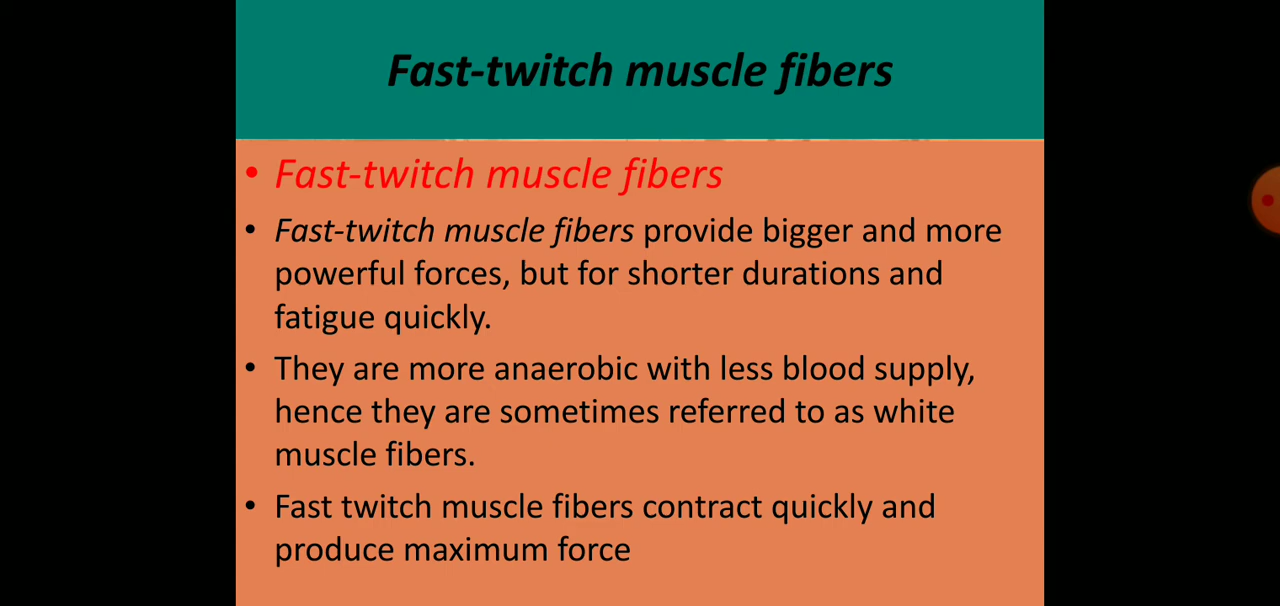 Fast-twitch muscle fibers
• Fast-twitch muscle fibers
• Fast-twitch muscle fibers provide bigger and more
powerful forces, but for shorter durations and
fatigue quickly.
• They are more anaerobic with less blood supply,
hence they are sometimes referred to as white
muscle fibers.
• Fast twitch muscle fibers contract quickly and
produce maximum force